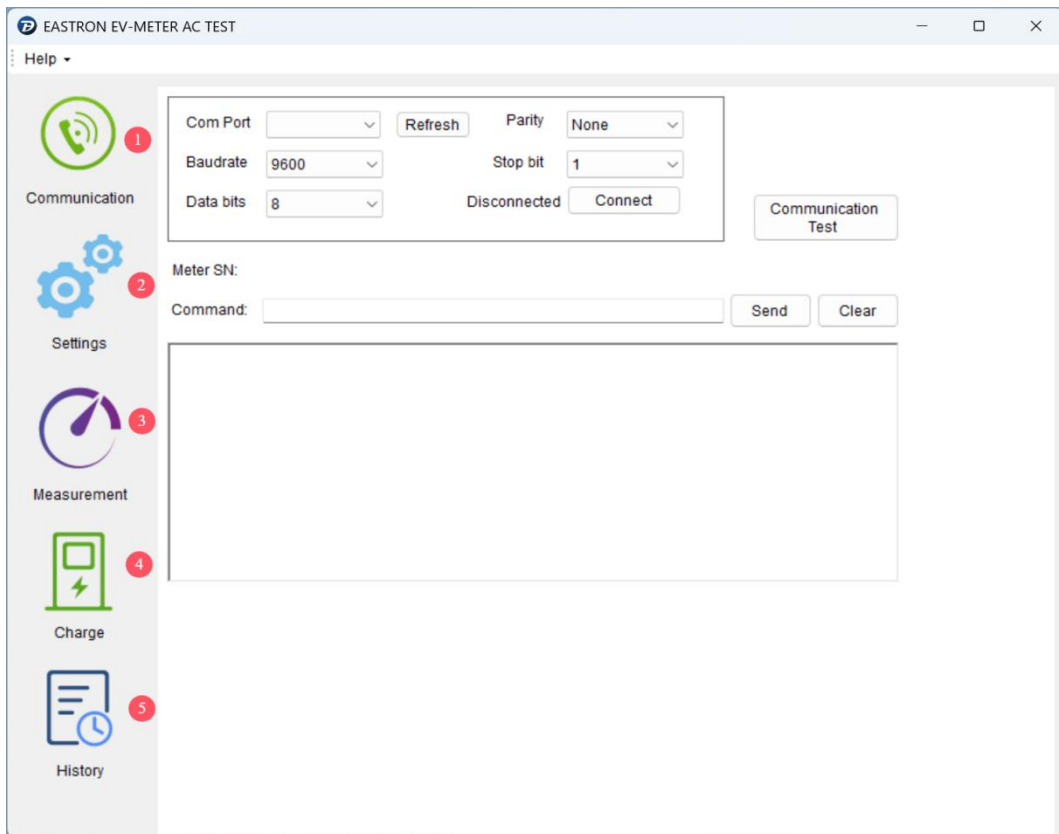 EASTRON EV-METER AC TEST
Help
Com Port Refresh Parity None
Baudrate 9600 Stop bit 1
Data bits 8 Disconnected Connect
Communication
Test
Meter SN:
Command: Send Clear
1
Communication
2
Settings
3
Measurement
4
Charge
5
History